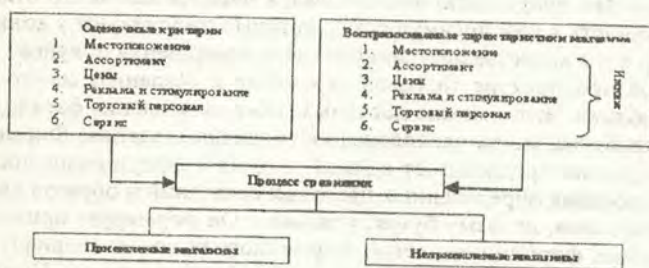 Оценочные критерии
1. Местоположение
2. Ассортимент
3. Цены
4. Реклама и стимулирование
5. Торговый персонал
6. Сервис
Воспринимаемые характеристики магазина
1. Местоположение
2. Ассортимент
3. Цены
4. Реклама и стимулирование
5. Торговый персонал
6. Сервис
Имидж
Процесс сравнения
Приемлемые магазины
Неприемлемые магазины